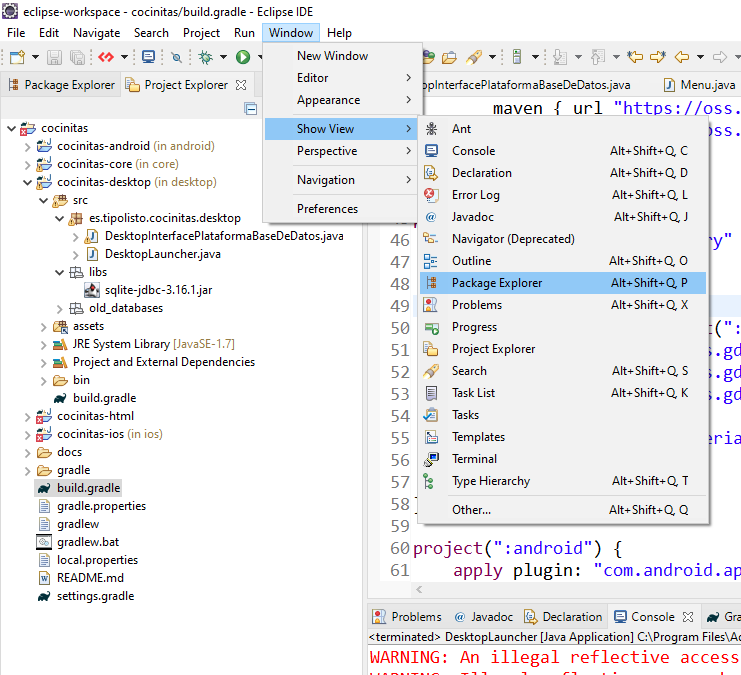 eclipse-workspace - cocinitas/build.gradle - Eclipse IDE
File Edit Navigate Search Project Run Window Help
Package Explorer Project Explorer
cocinitas
cocinitas-android (in android)
cocinitas-core (in core)
cocinitas-desktop (in desktop)
src
es.tipolisto.cocinitas.desktop
DesktopInterfacePlataformaBaseDeDatos.java
DesktopLauncher.java
libs
sqlite-jdbc-3.16.1.jar
old_databases
assets
JRE System Library [JavaSE-1.7]
Project and External Dependencies
bin
build.gradle
cocinitas-html
cocinitas-ios (in ios)
docs
gradle
build.gradle
gradle.properties
gradlew
gradlew.bat
local.properties
README.md
settings.gradle
New Window
Editor
Appearance
Show View
Perspective
Navigation
Preferences
Ant
Console Alt+Shift+Q, C
Declaration Alt+Shift+Q, D
Error Log Alt+Shift+Q, L
Javadoc Alt+Shift+Q, J
Navigator (Deprecated)
Outline Alt+Shift+Q, O
Package Explorer Alt+Shift+Q, P
Problems Alt+Shift+Q, X
Progress
Project Explorer
Search Alt+Shift+Q, S
Task List Alt+Shift+Q, K
Tasks
Templates
Terminal
Type Hierarchy Alt+Shift+Q, T
Other... Alt+Shift+Q, Q
pInterfacePlataformaBaseDeDatos.java Menu.java
maven { url "https://oss.
s.
46 ry"
47
48
49
50 t(":
51 s.gd
52 s.gd
53 s.gd
54
55 eria
56
57
58
59
60 project(":android") {
61 apply plugin: "com.android.ap
Problems Javadoc Declaration Console Gra
<terminated> DesktopLauncher [Java Application] C:\Program Files\Ad
WARNING: An illegal reflective access